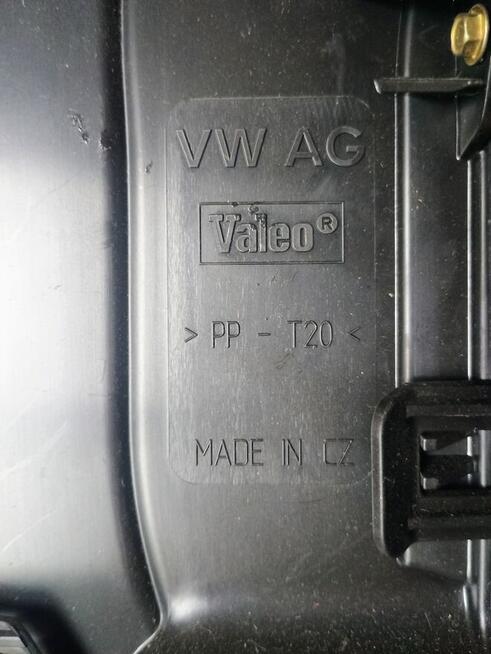 VW AG
Valeo®
> PP - T20 <
MADE IN CZ